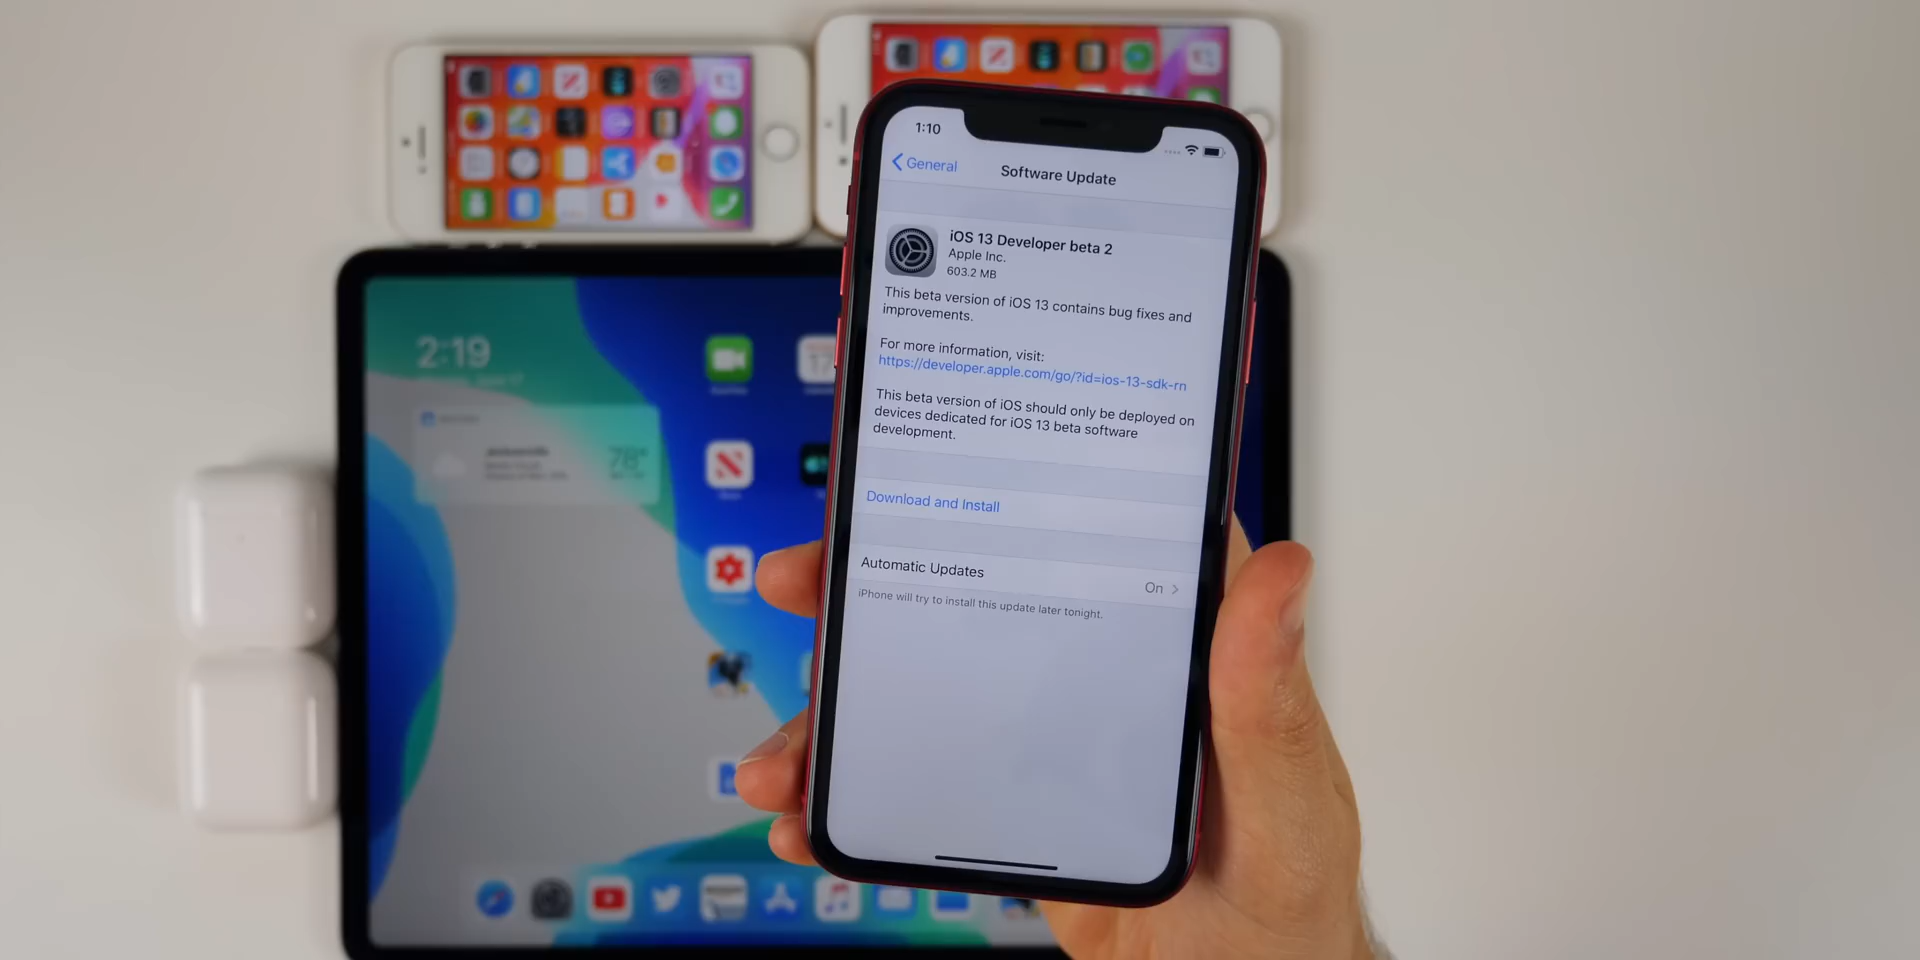 1:10
General
Software Update
iOS 13 Developer beta 2
Apple Inc.
603.2 MB
This beta version of iOS 13 contains bug fixes and
improvements.
For more information, visit:
https://developer.apple.com/go/?id=ios-13-sdk-rn
This beta version of iOS should only be deployed on
devices dedicated for iOS 13 beta software
development.
Download and Install
Automatic Updates
On
iPhone will try to install this update later tonight.
2:19
78°
17